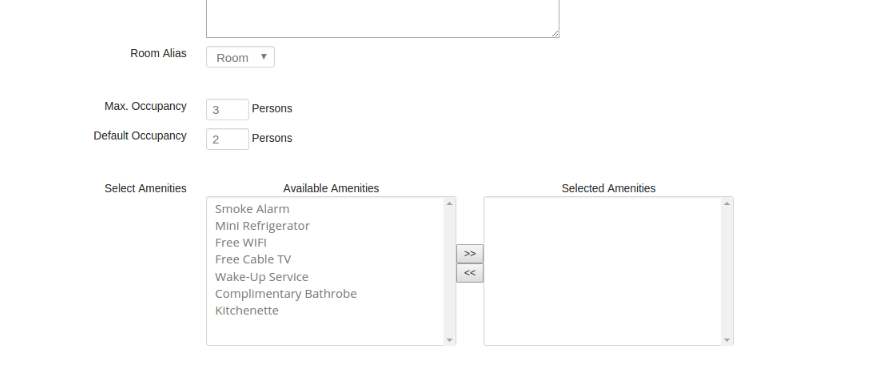 Room Alias Room
Max. Occupancy 3 Persons
Default Occupancy 2 Persons
Select Amenities Available Amenities Selected Amenities
Smoke Alarm
Mini Refrigerator
Free WIFI
Free Cable TV
Wake-Up Service
Complimentary Bathrobe
Kitchenette
>>
<<